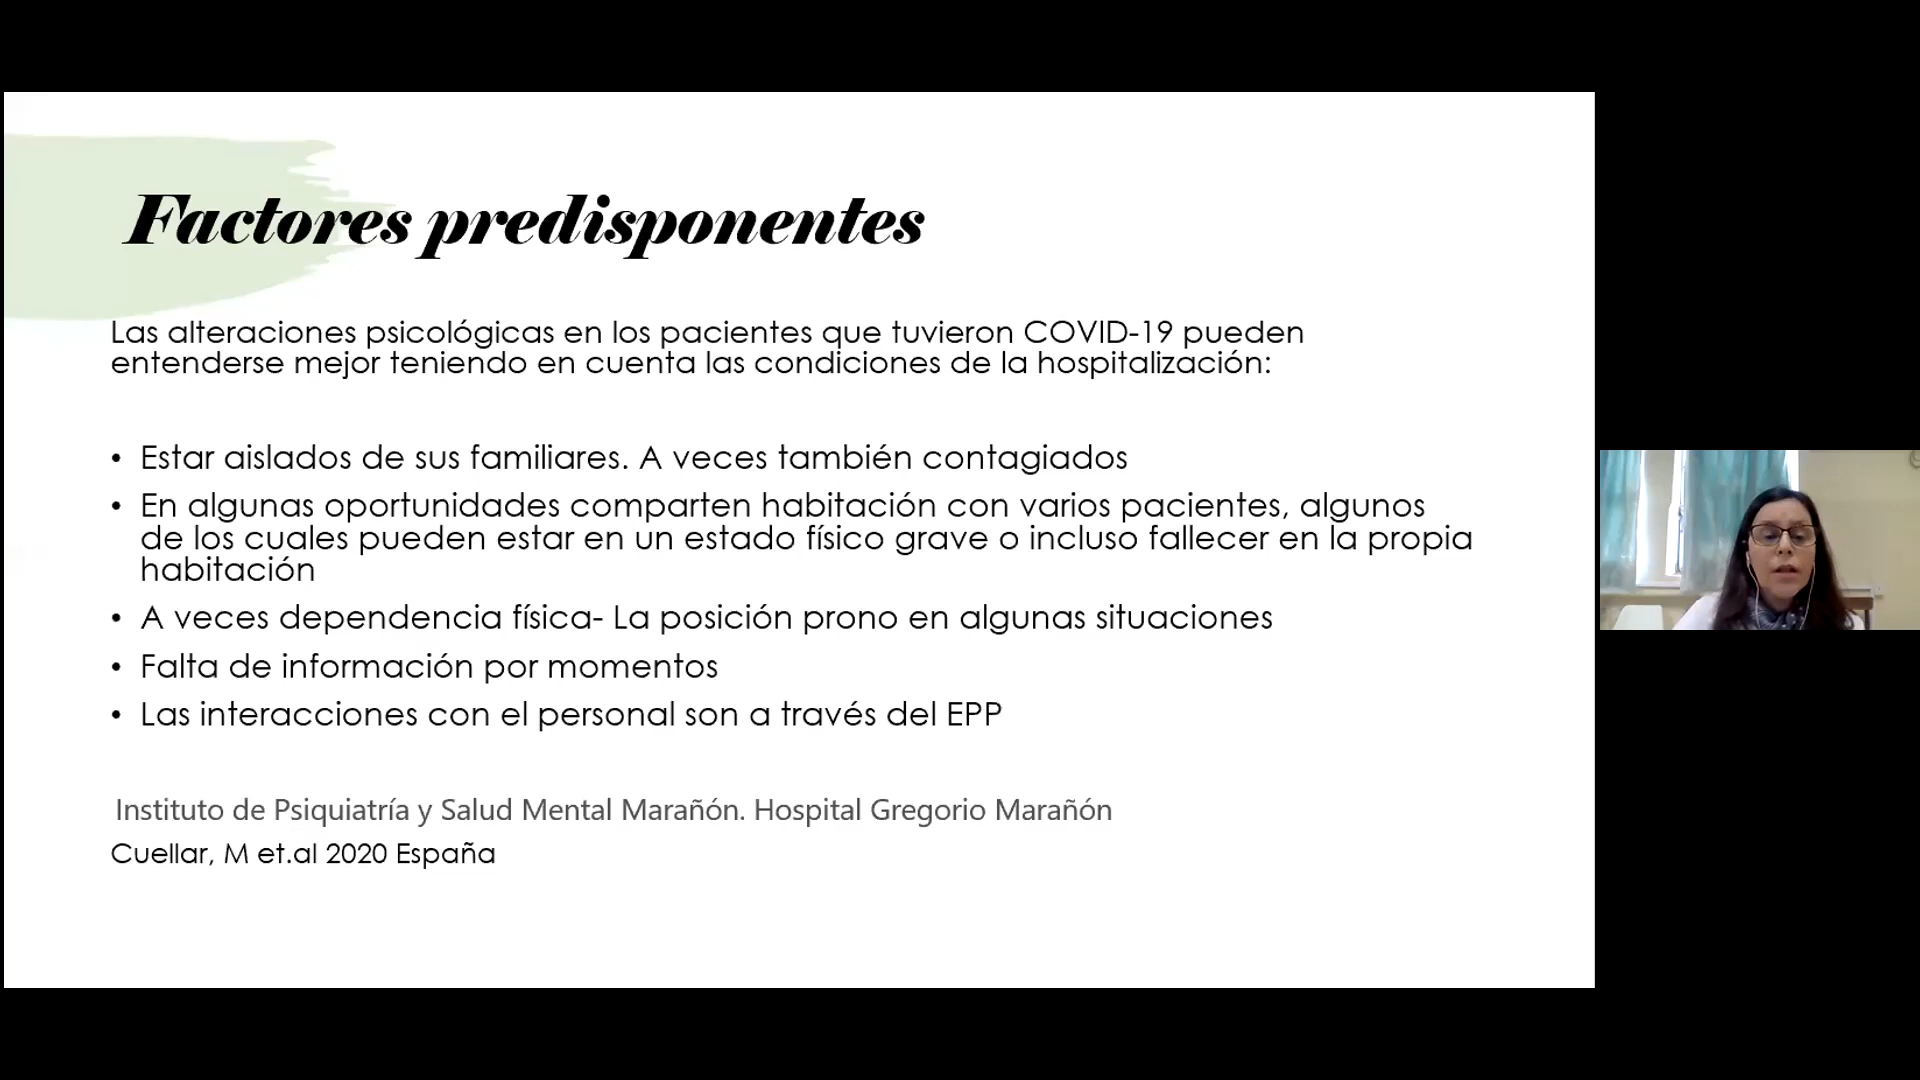 Factores predisponentes
Las alteraciones psicológicas en los pacientes que tuvieron COVID-19 pueden
entenderse mejor teniendo en cuenta las condiciones de la hospitalización:
• Estar aislados de sus familiares. A veces también contagiados
• En algunas oportunidades comparten habitación con varios pacientes, algunos
de los cuales pueden estar en un estado físico grave o incluso fallecer en la propia
habitación
• A veces dependencia física- La posición prono en algunas situaciones
• Falta de información por momentos
• Las interacciones con el personal son a través del EPP
Instituto de Psiquiatría y Salud Mental Marañón. Hospital Gregorio Marañón
Cuellar, M et.al 2020 España